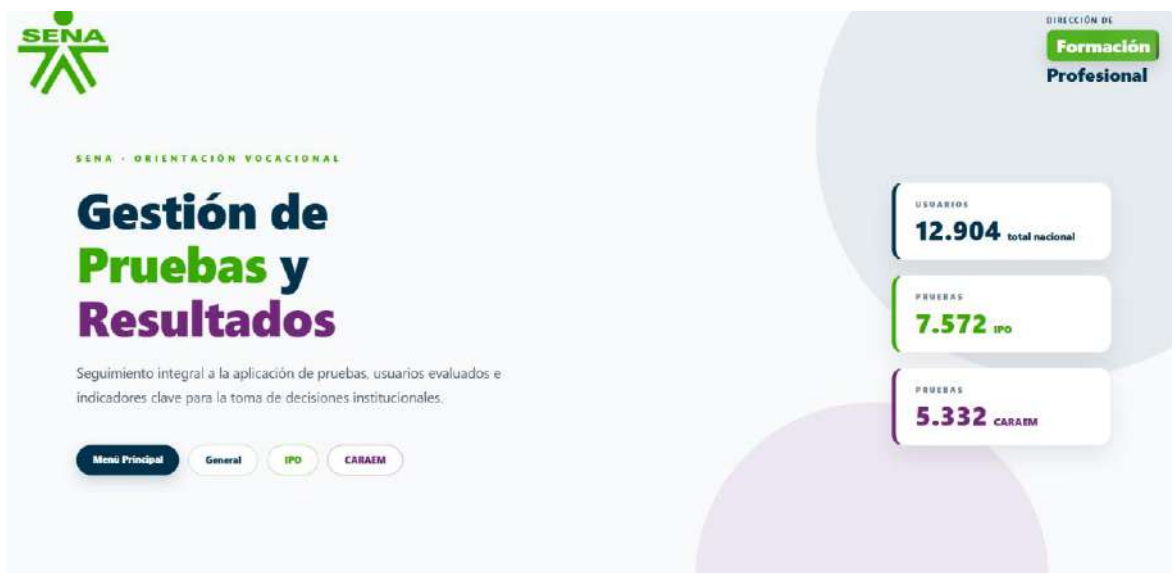 SENA
DIRECCIÓN DE
Formación
Profesional
SENA · ORIENTACIÓN VOCACIONAL
Gestión de
Pruebas y
Resultados
Seguimiento integral a la aplicación de pruebas, usuarios evaluados e
indicadores clave para la toma de decisiones institucionales.
Menú Principal
General
IPO
CARAEM
USUARIOS
12.904 total nacional
PRUEBAS
7.572 IPO
PRUEBAS
5.332 CARAEM